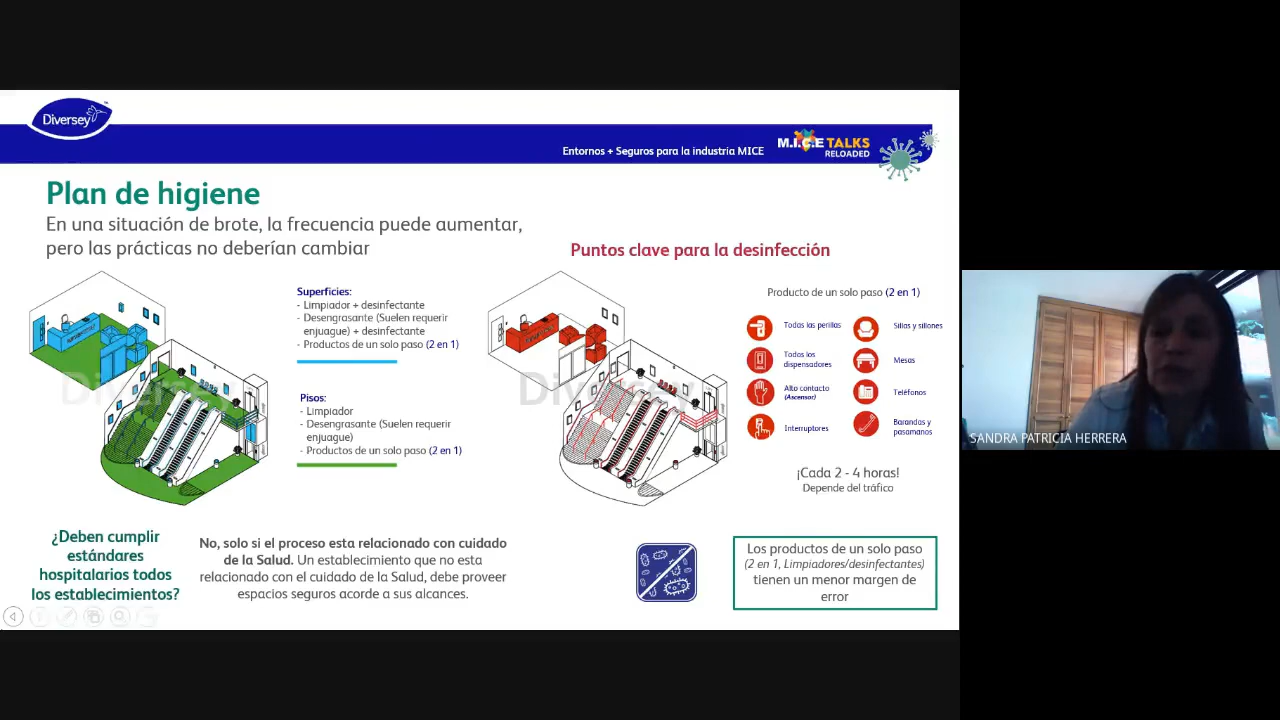 Diversey
Entornos + Seguros para la industria MICE
M.I.C.E TALKS
RELOADED
Plan de higiene
En una situación de brote, la frecuencia puede aumentar,
pero las prácticas no deberían cambiar
Superficies:
- Limpiador + desinfectante
- Desengrasante (Suelen requerir
enjuague) + desinfectante
- Productos de un solo paso (2 en 1)
Pisos:
- Limpiador
- Desengrasante (Suelen requerir
enjuague)
- Productos de un solo paso (2 en 1)
Puntos clave para la desinfección
Producto de un solo paso (2 en 1)
Todas las perillas
Sillas y sillones
Todos los
dispensadores
Mesas
Alto contacto
(Ascensor)
Teléfonos
Interruptores
Barandas y
pasamanos
¡Cada 2 - 4 horas!
Depende del tráfico
Diversey
Diversey
¿Deben cumplir
estándares
hospitalarios todos
los establecimientos?
No, solo si el proceso esta relacionado con cuidado
de la Salud. Un establecimiento que no esta
relacionado con el cuidado de la Salud, debe proveer
espacios seguros acorde a sus alcances.
Los productos de un solo paso
(2 en 1, Limpiadores/desinfectantes)
tienen un menor margen de
error
SANDRA PATRICIA HERRERA